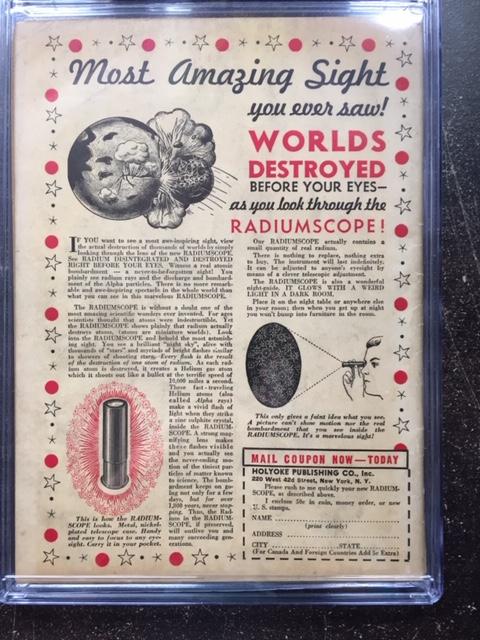 Most Amazing Sight
you ever saw!
WORLDS
DESTROYED
BEFORE YOUR EYES—
as you look through the
RADIUMSCOPE!
IF YOU want to see a most awe-inspiring sight, view
the actual destruction of thousands of worlds by simply
looking through the lens of the new RADIUMSCOPE.
See RADIUM DISINTEGRATED AND DESTROYED
RIGHT BEFORE YOUR EYES. Witness a real atomic
bombardment — a never-to-be-forgotten sight! You
plainly see radium rays and the discharge and bombard-
ment of the Alpha particles. There is no more remark-
able and awe-inspiring spectacle in the whole world than
what you can see in this marvelous RADIUMSCOPE.
The RADIUMSCOPE is without a doubt one of the
most amazing scientific wonders ever invented. For ages
scientists thought that atoms were indestructible. Yet
the RADIUMSCOPE shows plainly that radium actually
destroys atoms, (atoms are miniature worlds). Look
into the RADIUMSCOPE and behold the most astonish-
ing sight. You see a brilliant "night sky", alive with
thousands of "stars" and myriads of bright flashes similar
to showers of shooting stars. Every flash is the result
of the destruction of one atom of radium. As each rad-
ium atom is destroyed, it creates a Helium gas atom
which it shoots out like a bullet at the terrific speed of
10,000 miles a second.
These fast-traveling
Helium atoms (also
called Alpha rays)
make a vivid flash of
light when they strike
a zinc sulphite crystal,
inside the RADIUM-
SCOPE. A strong mag-
nifying lens makes
these flashes visible
and you actually see
the never-ending mo-
tion of the tiniest par-
ticles of matter known
to science. The bomb-
ardment keeps on go-
ing not only for a few
days, but for over
1,800 years, never stop-
ping. Thus, the Rad-
ium in the RADIUM-
SCOPE, if preserved,
will outlive you and
many succeeding gen-
erations.
This is how the RADIUM-
SCOPE looks. Metal, nickel-
plated telescope case. Handy
and easy to focus to any eye-
sight. Carry it in your pocket.
Our RADIUMSCOPE actually contains a
small quantity of real radium.
There is nothing to replace, nothing extra
to buy. The instrument will last indefinitely.
It can be adjusted to anyone's eyesight by
means of a clever telescopic adjustment.
The RADIUMSCOPE is also a wonderful
night-guide. IT GLOWS WITH A WEIRD
LIGHT IN A DARK ROOM.
Place it on the night table or anywhere else
in your room; then when you get up at night
you won't bump into furniture in the room.
This only gives a faint idea what you see.
A picture can't show motion nor the real
bombardment that you see inside the
RADIUMSCOPE. It's a marvelous sight!
MAIL COUPON NOW—TODAY
HOLYOKE PUBLISHING CO., Inc.
220 West 42d Street, New York, N. Y.
Please rush to me quickly your new RADIUM-
SCOPE, as described above.
I enclose 50c in coin, money order, or new
U. S. stamps.
NAME
(print clearly)
ADDRESS
CITY STATE
(For Canada And Foreign Countries Add 5c Extra)